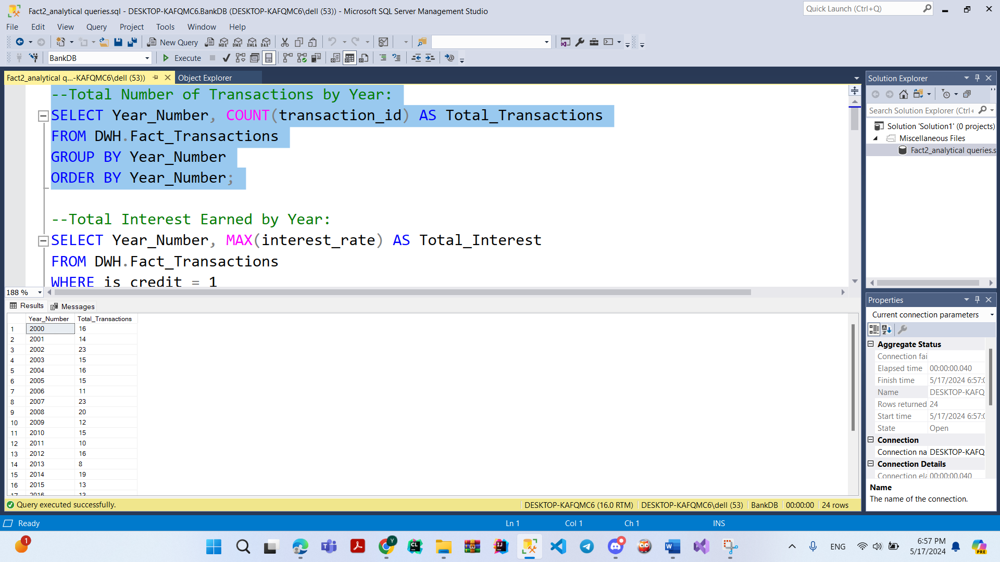 Fact2_analytical queries.sql - DESKTOP-KAFQMC6.BankDB (DESKTOP-KAFQMC6\dell (53)) - Microsoft SQL Server Management Studio
Quick Launch (Ctrl+Q)
File Edit View Query Project Tools Window Help
New Query
MDX DMX XMLA DAX
BankDB
Execute
Fact2_analytical q...-KAFQMC6\dell (53))
Object Explorer
--Total Number of Transactions by Year:
SELECT Year_Number, COUNT(transaction_id) AS Total_Transactions
FROM DWH.Fact_Transactions
GROUP BY Year_Number
ORDER BY Year_Number;
--Total Interest Earned by Year:
SELECT Year_Number, MAX(interest_rate) AS Total_Interest
FROM DWH.Fact_Transactions
WHERE is_credit = 1
188 %
Results
Messages
Year_Number Total_Transactions
1 2000 16
2 2001 14
3 2002 23
4 2003 15
5 2004 16
6 2005 15
7 2006 11
8 2007 23
9 2008 20
10 2009 12
11 2010 15
12 2011 10
13 2012 16
14 2013 8
15 2014 19
16 2015 13
17 2016 13
Query executed successfully.
DESKTOP-KAFQMC6 (16.0 RTM) DESKTOP-KAFQMC6\dell (53) BankDB 00:00:00 24 rows
Solution Explorer
Search Solution Explorer (Ctrl+
Solution 'Solution1' (0 projects)
Miscellaneous Files
Fact2_analytical queries.s
Properties
Current connection parameters
Aggregate Status
Connection fai
Elapsed time 00:00:00.040
Finish time 5/17/2024 6:57:0
Name DESKTOP-KAFQ
Rows returned 24
Start time 5/17/2024 6:57:0
State Open
Connection
Connection na DESKTOP-KAFQ
Connection Details
Connection ela 00:00:00.040
Name
The name of the connection.
Ready
Ln 1
Col 1
Ch 1
INS
1
Y
CL
IJ
ENG
6:57 PM
5/17/2024
PRE